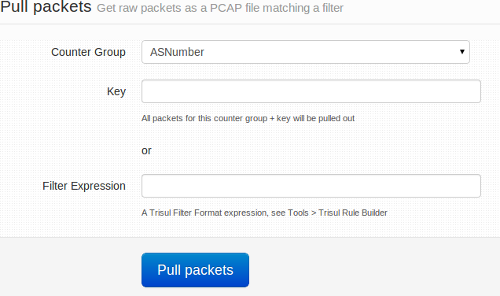 Pull packets Get raw packets as a PCAP file matching a filter
Counter Group ASNumber
Key
All packets for this counter group + key will be pulled out
or
Filter Expression
A Trisul Filter Format expression, see Tools > Trisul Rule Builder
Pull packets